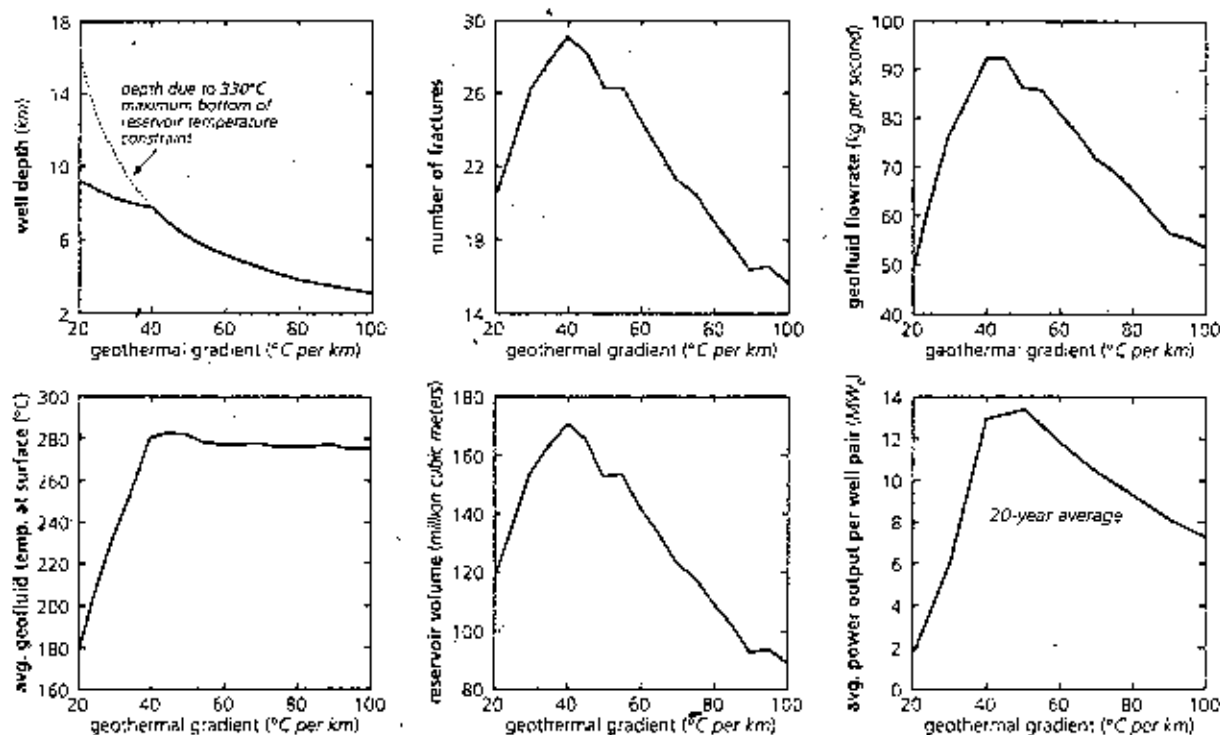 18
14
10
6
2
well depth (km)
depth due to 330°C
maximum bottom of
reservoir temperature
constraint
20 40 60 80 100
geothermal gradient (°C per km)
30
26
22
18
14
number of fractures
20 40 60 80 100
geothermal gradient (°C per km)
100
90
80
70
60
50
40
geofluid flowrate (kg per second)
20 40 60 80 100
geothermal gradient (°C per km)
300
280
260
240
220
200
180
160
avg. geofluid temp. at surface (°C)
20 40 60 80 100
geothermal gradient (°C per km)
180
160
140
120
100
80
reservoir volume (million cubic meters)
20 40 60 80 100
geothermal gradient (°C per km)
14
12
10
8
6
4
2
0
avg. power output per well pair (MWe)
20-year average
20 40 60 80 100
geothermal gradient (°C per km)